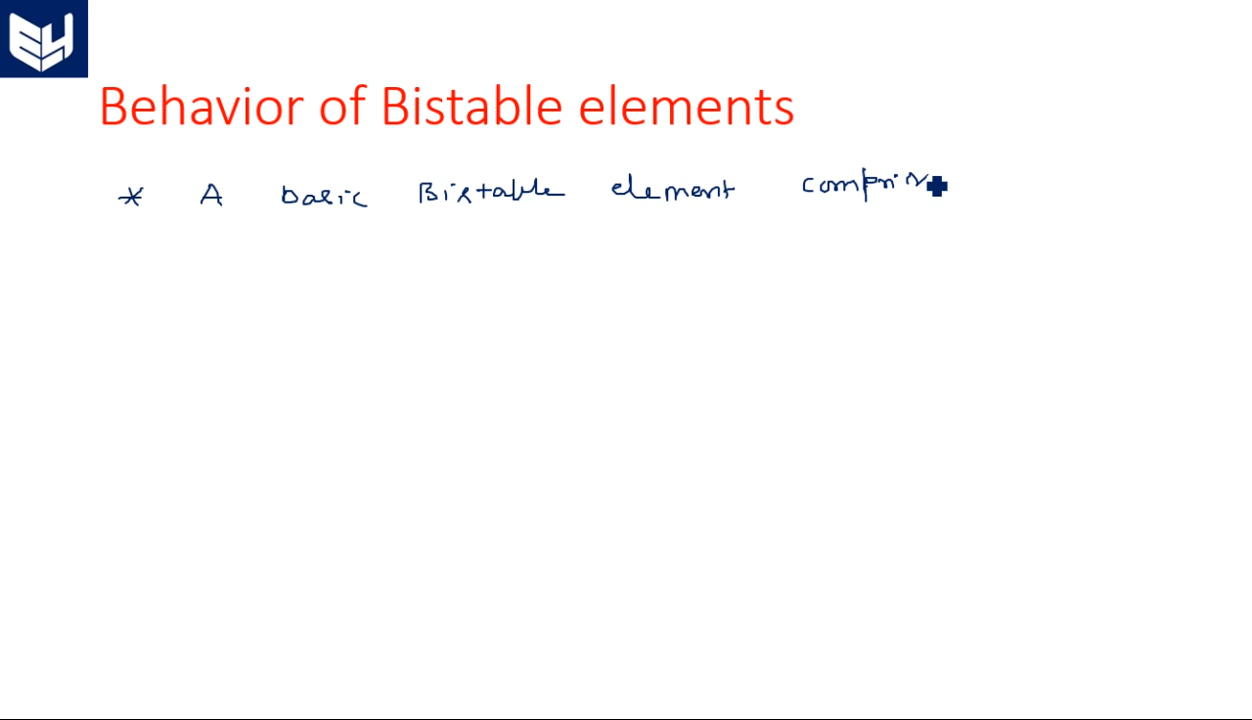 Behavior of Bistable elements
* A basic Bistable element